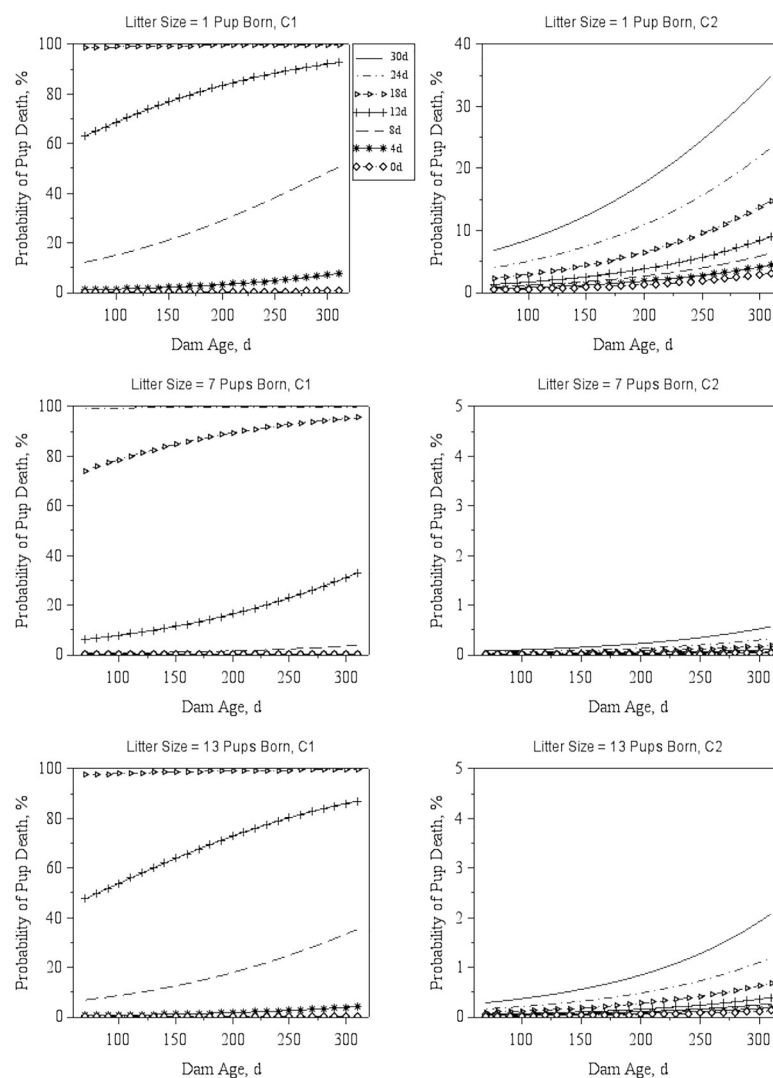 Litter Size = 1 Pup Born, C1
Probability of Pup Death, %
100
80
60
40
20
0
100 150 200 250 300
Dam Age, d
30d
24d
18d
12d
8d
4d
0d
Litter Size = 1 Pup Born, C2
Probability of Pup Death, %
40
30
20
10
0
100 150 200 250 300
Dam Age, d
Litter Size = 7 Pups Born, C1
Probability of Pup Death, %
100
80
60
40
20
0
100 150 200 250 300
Dam Age, d
Litter Size = 7 Pups Born, C2
Probability of Pup Death, %
5
4
3
2
1
0
100 150 200 250 300
Dam Age, d
Litter Size = 13 Pups Born, C1
Probability of Pup Death, %
100
80
60
40
20
0
100 150 200 250 300
Dam Age, d
Litter Size = 13 Pups Born, C2
Probability of Pup Death, %
5
4
3
2
1
0
100 150 200 250 300
Dam Age, d